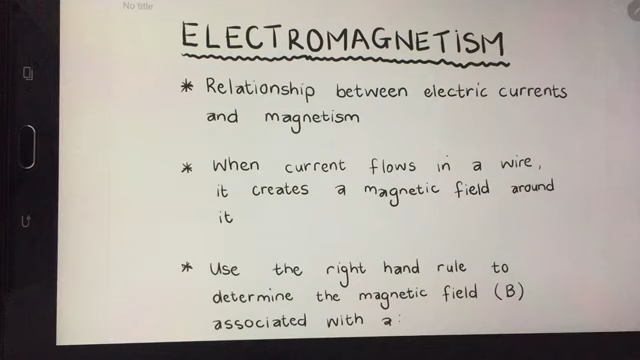 No title
ELECTROMAGNETISM
* Relationship between electric currents
and magnetism
* When current flows in a wire,
it creates a magnetic field around
it
* Use the right hand rule to
determine the magnetic field (B)
associated with a: